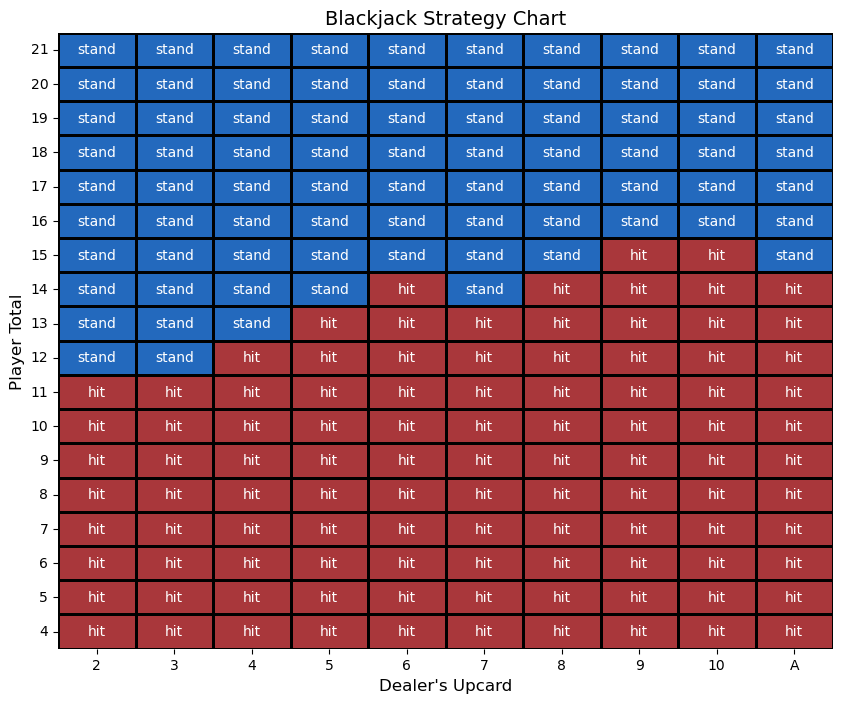 Blackjack Strategy Chart
Player Total
21 stand stand stand stand stand stand stand stand stand stand
20 stand stand stand stand stand stand stand stand stand stand
19 stand stand stand stand stand stand stand stand stand stand
18 stand stand stand stand stand stand stand stand stand stand
17 stand stand stand stand stand stand stand stand stand stand
16 stand stand stand stand stand stand stand stand stand stand
15 stand stand stand stand stand stand stand hit hit stand
14 stand stand stand stand hit stand hit hit hit hit
13 stand stand stand hit hit hit hit hit hit hit
12 stand stand hit hit hit hit hit hit hit hit
11 hit hit hit hit hit hit hit hit hit hit
10 hit hit hit hit hit hit hit hit hit hit
9 hit hit hit hit hit hit hit hit hit hit
8 hit hit hit hit hit hit hit hit hit hit
7 hit hit hit hit hit hit hit hit hit hit
6 hit hit hit hit hit hit hit hit hit hit
5 hit hit hit hit hit hit hit hit hit hit
4 hit hit hit hit hit hit hit hit hit hit
2 3 4 5 6 7 8 9 10 A
Dealer's Upcard